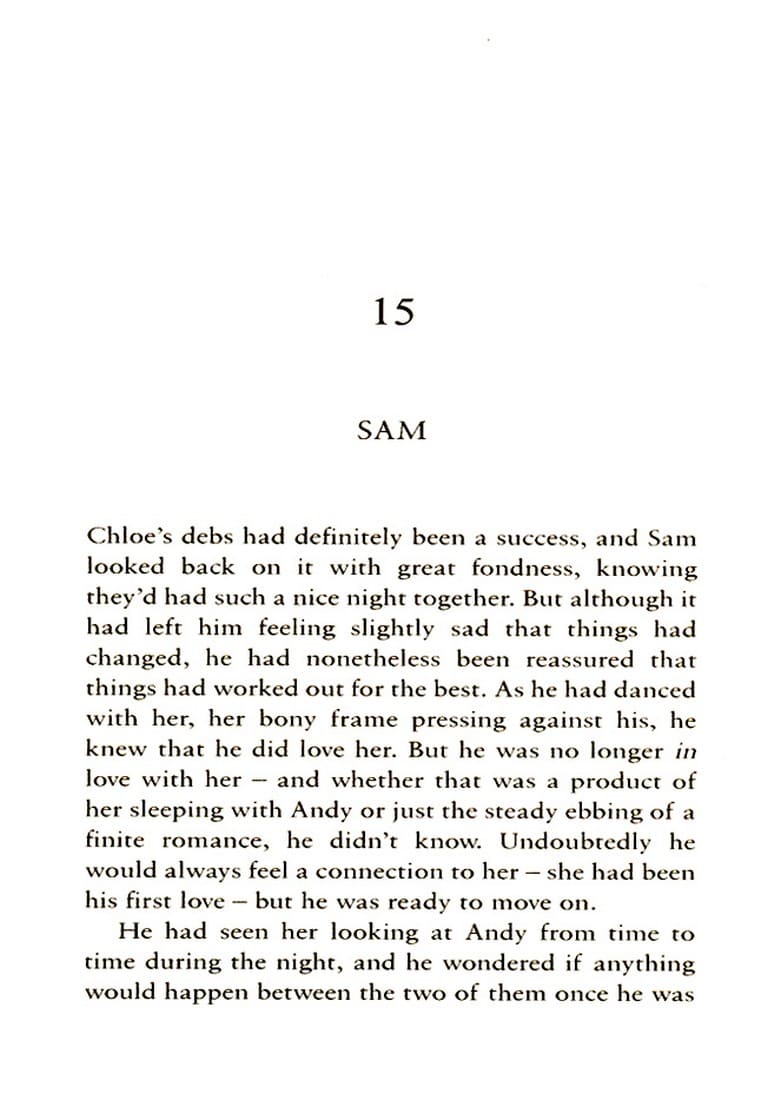 15
SAM
Chloe's debs had definitely been a success, and Sam
looked back on it with great fondness, knowing
they'd had such a nice night together. But although it
had left him feeling slightly sad that things had
changed, he had nonetheless been reassured that
things had worked out for the best. As he had danced
with her, her bony frame pressing against his, he
knew that he did love her. But he was no longer in
love with her – and whether that was a product of
her sleeping with Andy or just the steady ebbing of a
finite romance, he didn't know. Undoubtedly he
would always feel a connection to her – she had been
his first love – but he was ready to move on.
He had seen her looking at Andy from time to
time during the night, and he wondered if anything
would happen between the two of them once he was